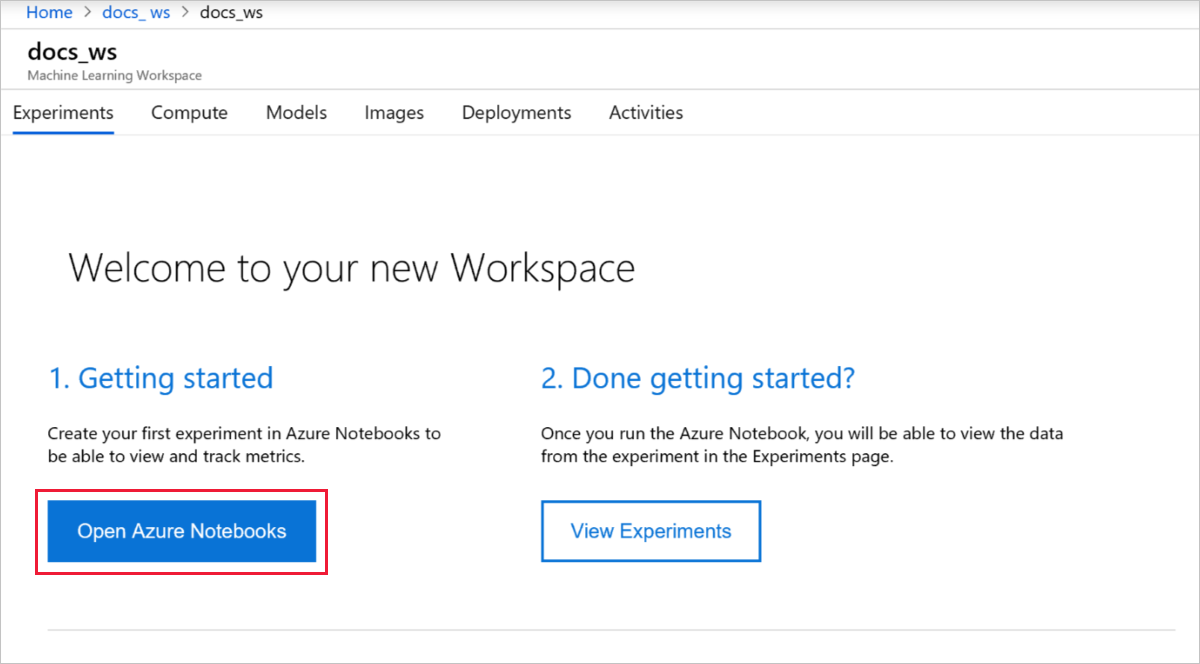 Home > docs_ ws > docs_ws
docs_ws
Machine Learning Workspace
Experiments Compute Models Images Deployments Activities
Welcome to your new Workspace
1. Getting started
Create your first experiment in Azure Notebooks to
be able to view and track metrics.
Open Azure Notebooks
2. Done getting started?
Once you run the Azure Notebook, you will be able to view the data
from the experiment in the Experiments page.
View Experiments